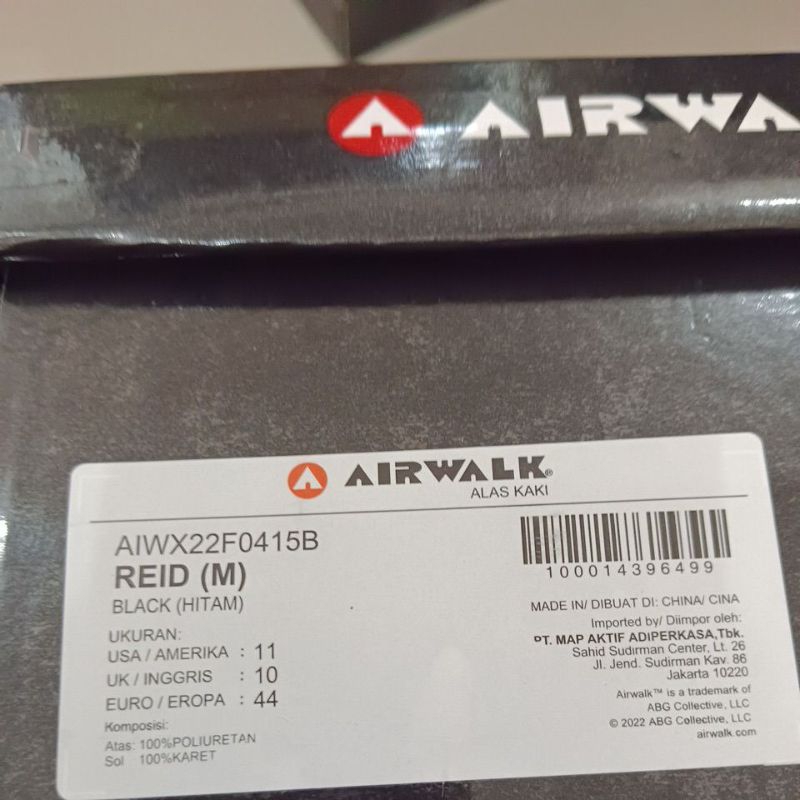 AIRWA
AIRWALK®
ALAS KAKI
AIWX22F0415B
REID (M)
BLACK (HITAM)
UKURAN:
USA / AMERIKA : 11
UK / INGGRIS : 10
EURO / EROPA : 44
Komposisi:
Atas: 100%POLIURETAN
Sol 100%KARET
100014396499
MADE IN/ DIBUAT DI: CHINA/ CINA
Imported by/ Diimpor oleh:
PT. MAP AKTIF ADIPERKASA,Tbk.
Sahid Sudirman Center, Lt. 26
Jl. Jend. Sudirman Kav. 86
Jakarta 10220
Airwalk™ is a trademark of
ABG Collective, LLC
© 2022 ABG Collective, LLC
airwalk.com